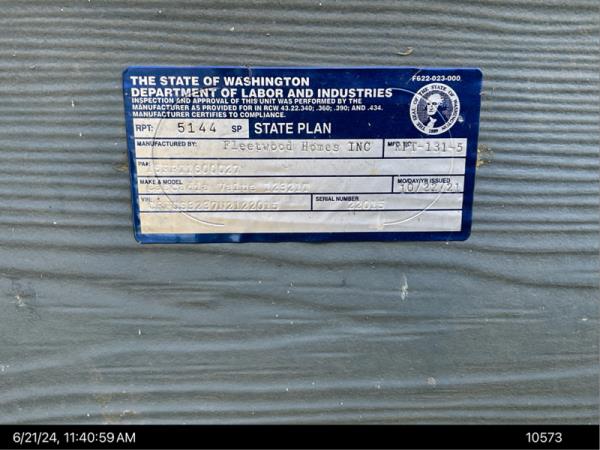 F622-023-000
THE STATE OF WASHINGTON
DEPARTMENT OF LABOR AND INDUSTRIES
INSPECTION AND APPROVAL OF THIS UNIT WAS PERFORMED BY THE
MANUFACTURER AS PROVIDED FOR IN RCW 43.22.340; .360; .390; AND .434.
MANUFACTURER CERTIFIES TO COMPLIANCE.
RPT: 5144 SP STATE PLAN
MANUFACTURED BY: Fleetwood Homes INC
PA#:
MAKE & MODEL MO/DAY/YR ISSUED
Value 10/22/21
SERIAL NUMBER
22015
6/21/24, 11:40:59 AM 10573